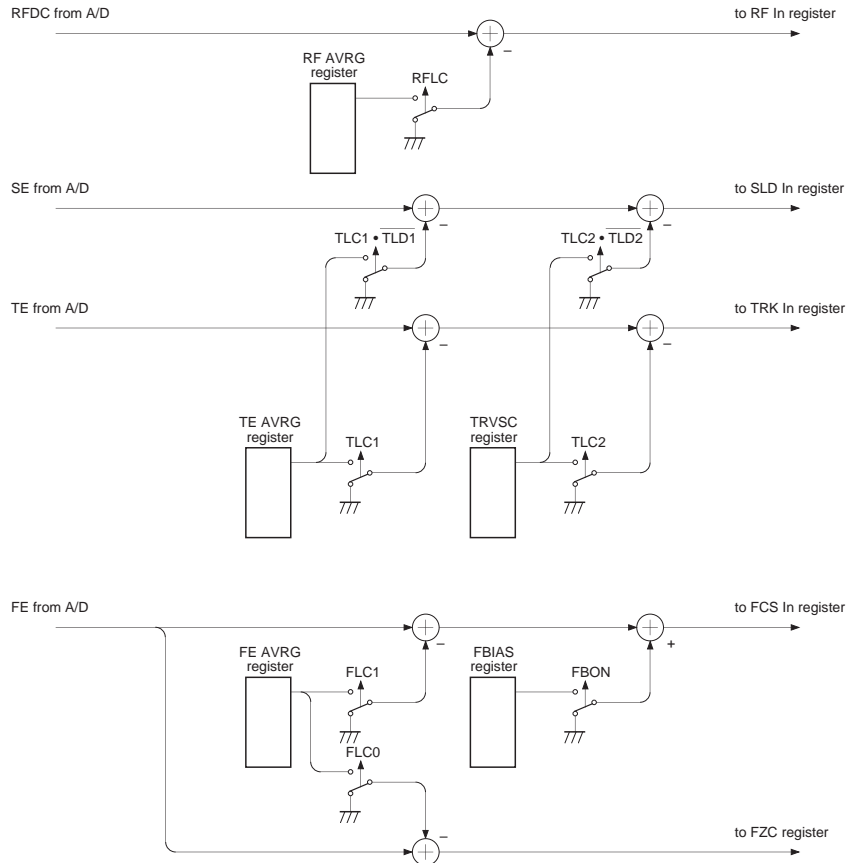 RFDC from A/D
to RF In register
–
RF AVRG
register
RFLC
SE from A/D
to SLD In register
–
–
TLC1 • T̅L̅D̅1̅
TLC2 • T̅L̅D̅2̅
TE from A/D
to TRK In register
–
–
TE AVRG
register
TLC1
TRVSC
register
TLC2
FE from A/D
to FCS In register
–
+
FE AVRG
register
FLC1
FBIAS
register
FBON
FLC0
–
to FZC register